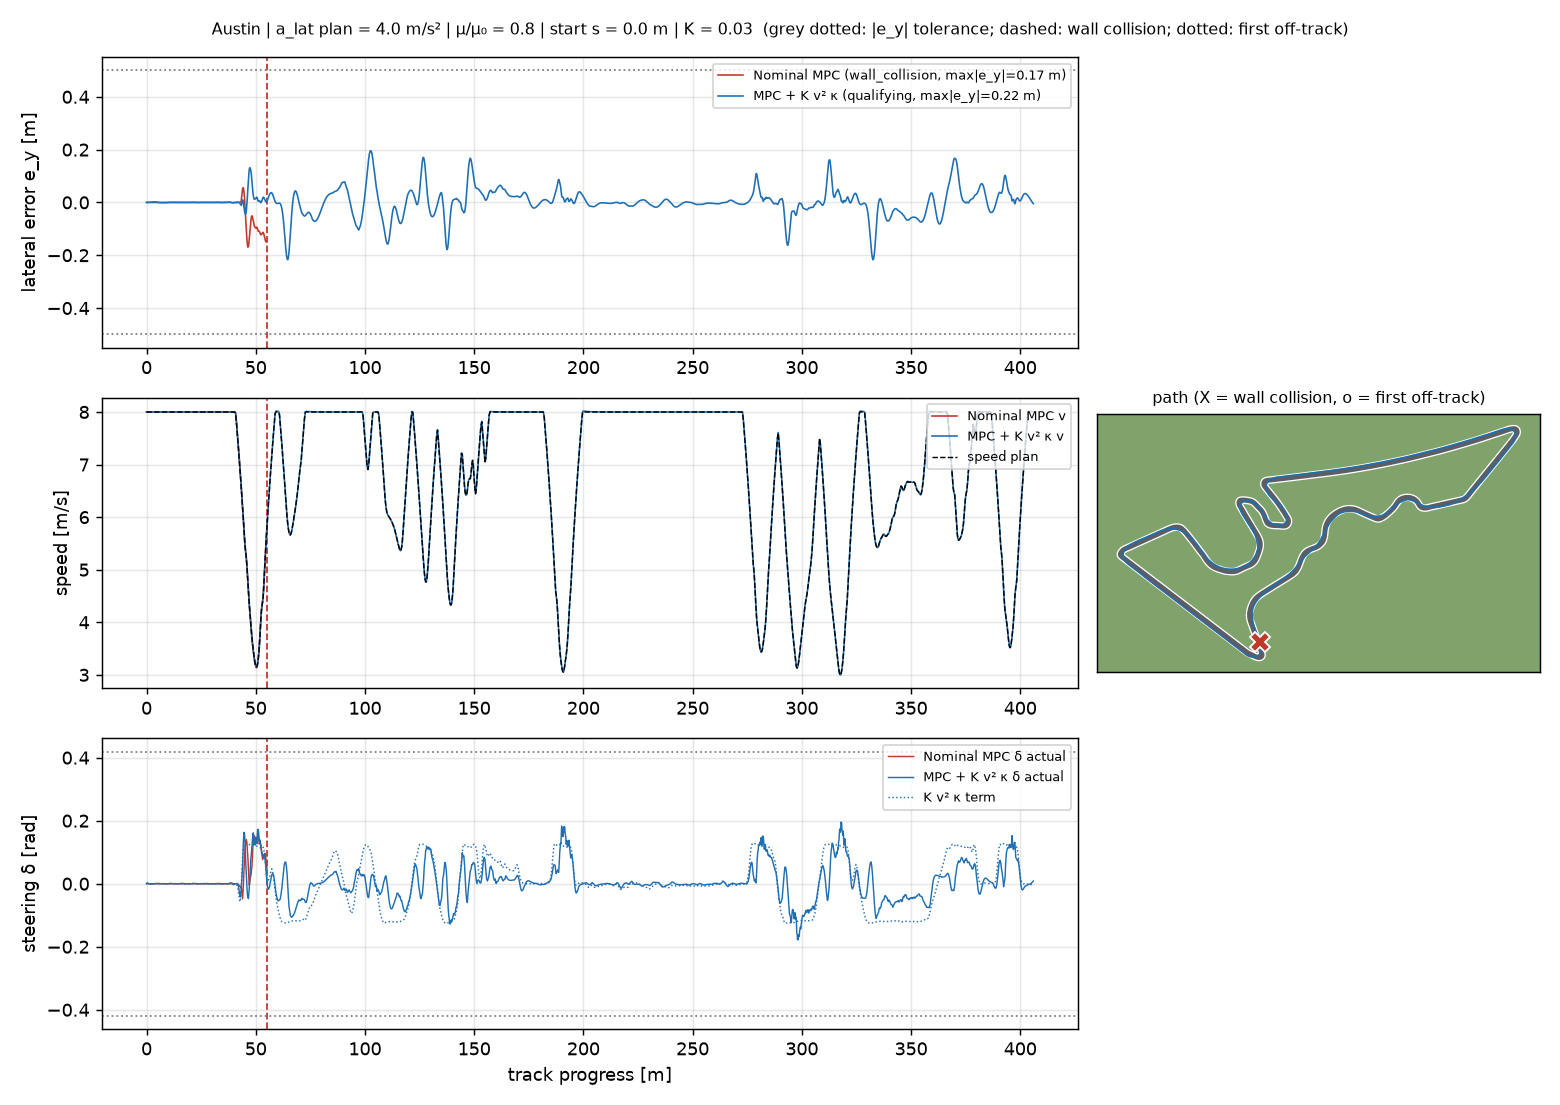 Austin | a_lat plan = 4.0 m/s² | μ/μ₀ = 0.8 | start s = 0.0 m | K = 0.03  (grey dotted: |e_y| tolerance; dashed: wall collision; dotted: first off-track)
Nominal MPC (wall_collision, max|e_y|=0.17 m)
MPC + K v² κ (qualifying, max|e_y|=0.22 m)
lateral error e_y [m]
0.4
0.2
0.0
−0.2
−0.4
0 50 100 150 200 250 300 350 400
Nominal MPC v
MPC + K v² κ v
speed plan
speed [m/s]
8
7
6
5
4
3
0 50 100 150 200 250 300 350 400
path (X = wall collision, o = first off-track)
Nominal MPC δ actual
MPC + K v² κ δ actual
K v² κ term
steering δ [rad]
0.4
0.2
0.0
−0.2
−0.4
0 50 100 150 200 250 300 350 400
track progress [m]